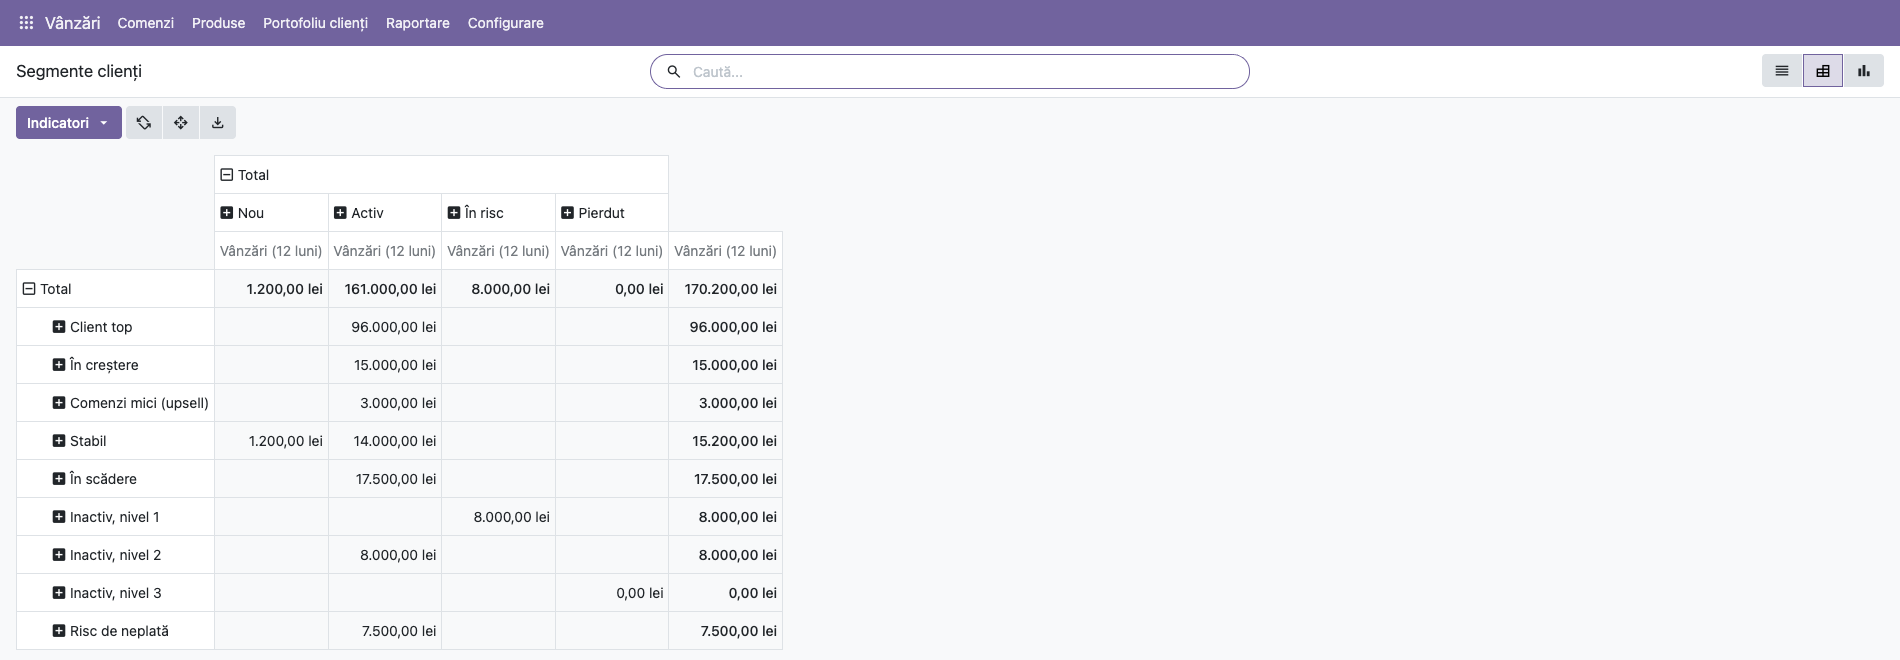 Vânzări Comenzi Produse Portofoliu clienți Raportare Configurare
Segmente clienți
Caută...
Indicatori
Total
Nou Activ În risc Pierdut
Vânzări (12 luni) Vânzări (12 luni) Vânzări (12 luni) Vânzări (12 luni) Vânzări (12 luni)
Total 1.200,00 lei 161.000,00 lei 8.000,00 lei 0,00 lei 170.200,00 lei
Client top 96.000,00 lei 96.000,00 lei
În creștere 15.000,00 lei 15.000,00 lei
Comenzi mici (upsell) 3.000,00 lei 3.000,00 lei
Stabil 1.200,00 lei 14.000,00 lei 15.200,00 lei
În scădere 17.500,00 lei 17.500,00 lei
Inactiv, nivel 1 8.000,00 lei 8.000,00 lei
Inactiv, nivel 2 8.000,00 lei 8.000,00 lei
Inactiv, nivel 3 0,00 lei 0,00 lei
Risc de neplată 7.500,00 lei 7.500,00 lei